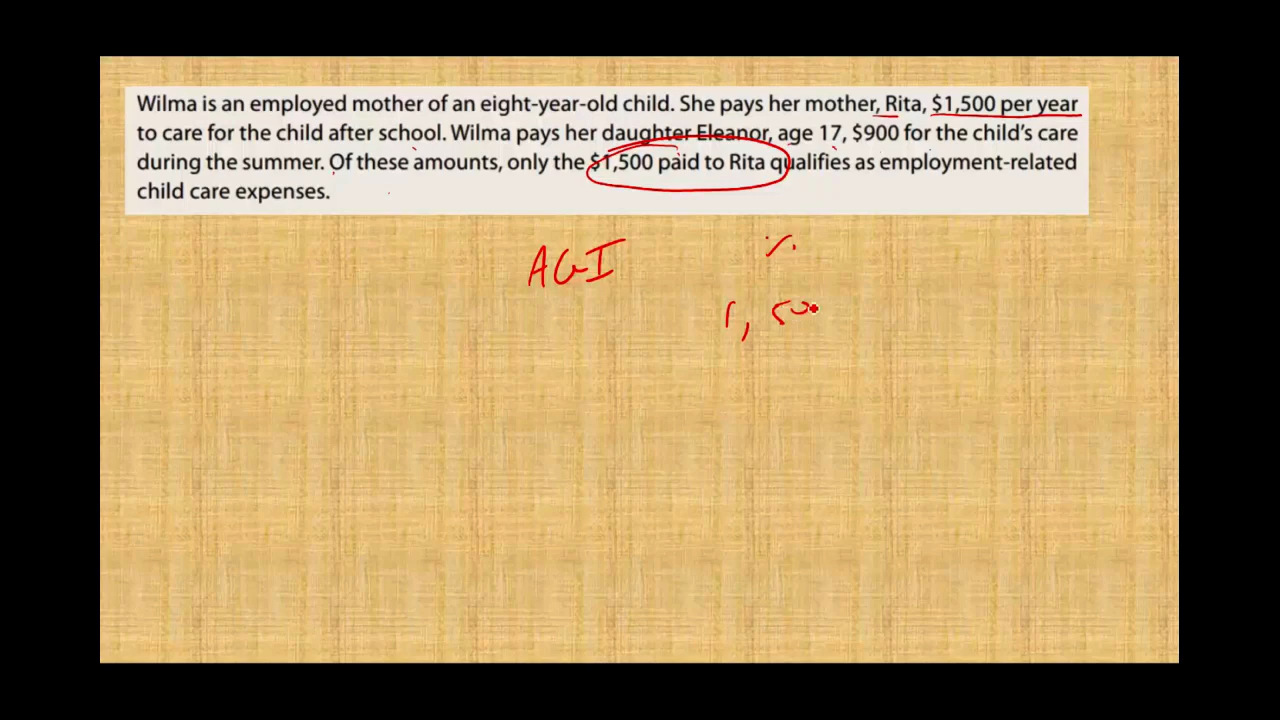 Wilma is an employed mother of an eight-year-old child. She pays her mother, Rita, $1,500 per year
to care for the child after school. Wilma pays her daughter Eleanor, age 17, $900 for the child's care
during the summer. Of these amounts, only the $1,500 paid to Rita qualifies as employment-related
child care expenses.
AGI %
1, 50